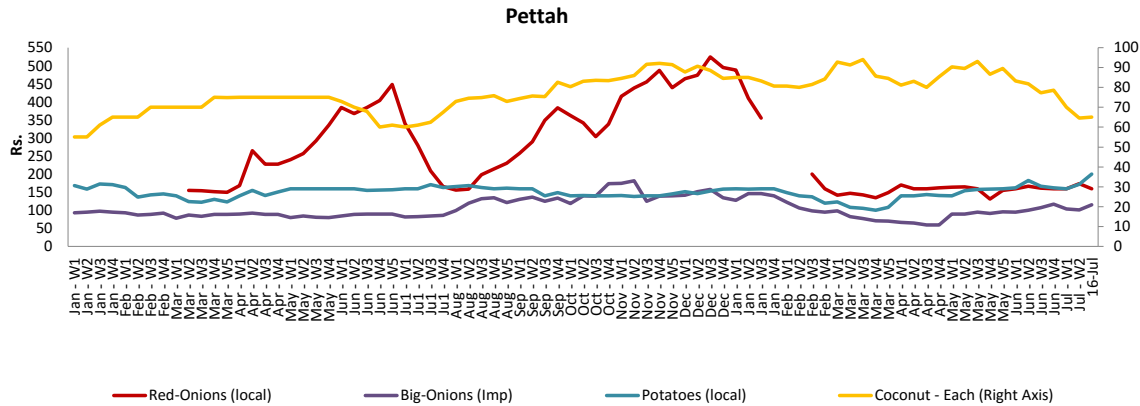 Pettah
Rs.
550
500
450
400
350
300
250
200
150
100
50
0
100
90
80
70
60
50
40
30
20
10
0
Jan - W1
Jan - W2
Jan - W3
Jan - W4
Feb - W1
Feb - W2
Feb - W3
Feb - W4
Mar - W1
Mar - W2
Mar - W3
Mar - W4
Mar - W5
Apr - W1
Apr - W2
Apr - W3
Apr - W4
May - W1
May - W2
May - W3
May - W4
Jun - W1
Jun - W2
Jun - W3
Jun - W4
Jun - W5
Jul - W1
Jul - W2
Jul - W3
Jul - W4
Aug - W1
Aug - W2
Aug - W3
Aug - W4
Aug - W5
Sep - W1
Sep - W2
Sep - W3
Sep - W4
Oct - W1
Oct - W2
Oct - W3
Oct - W4
Nov - W1
Nov - W2
Nov - W3
Nov - W4
Nov - W5
Dec - W1
Dec - W2
Dec - W3
Dec - W4
Jan - W1
Jan - W2
Jan - W3
Jan - W4
Feb - W1
Feb - W2
Feb - W3
Feb - W4
Mar - W1
Mar - W2
Mar - W3
Mar - W4
Mar - W5
Apr - W1
Apr - W2
Apr - W3
Apr - W4
May - W1
May - W2
May - W3
May - W4
May - W5
Jun - W1
Jun - W2
Jun - W3
Jun - W4
Jul - W1
Jul - W2
16-Jul
Red-Onions (local)
Big-Onions (Imp)
Potatoes (local)
Coconut - Each (Right Axis)